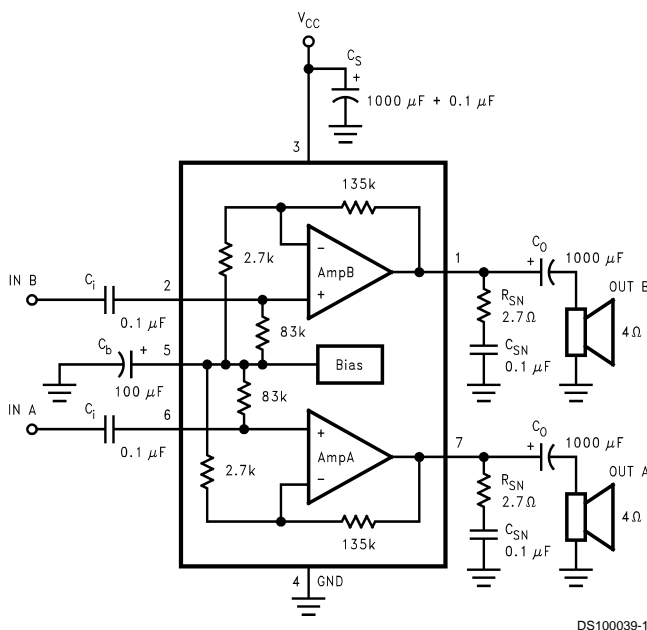 VCC
CS
+
1000 µF + 0.1 µF
3
135k
2.7k
−
AmpB
+
1
CO
+
1000 µF
IN B
Ci
2
0.1 µF
83k
RSN
2.7Ω
OUT B
4Ω
CSN
0.1 µF
Cb
+
5
100 µF
Bias
IN A
Ci
6
0.1 µF
83k
+
AmpA
−
2.7k
7
CO
+
1000 µF
135k
RSN
2.7Ω
OUT A
4Ω
CSN
0.1 µF
4
GND
DS100039-1